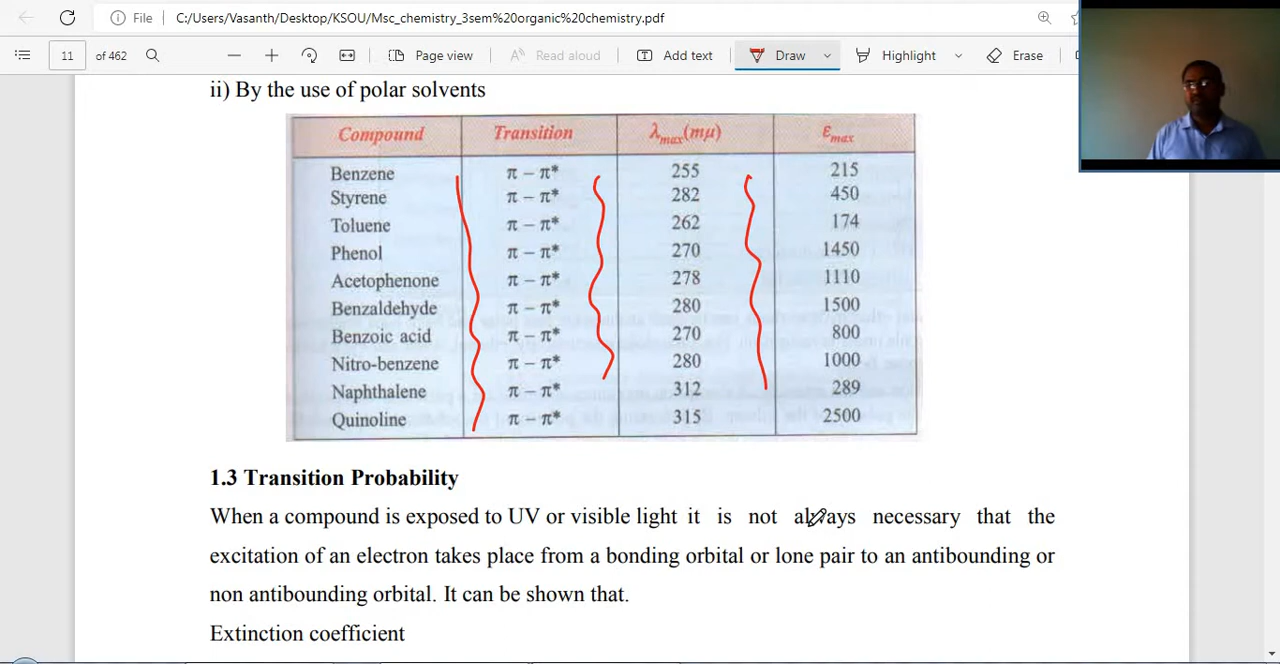 File C:/Users/Vasanth/Desktop/KSOU/Msc_chemistry_3sem%20organic%20chemistry.pdf
11 of 462 Page view Read aloud Add text Draw Highlight Erase
ii) By the use of polar solvents
Compound Transition λmax(mμ) Ɛmax
Benzene π – π* 255 215
Styrene π – π* 282 450
Toluene π – π* 262 174
Phenol π – π* 270 1450
Acetophenone π – π* 278 1110
Benzaldehyde π – π* 280 1500
Benzoic acid π – π* 270 800
Nitro-benzene π – π* 280 1000
Naphthalene π – π* 312 289
Quinoline π – π* 315 2500
1.3 Transition Probability
When a compound is exposed to UV or visible light it is not always necessary that the
excitation of an electron takes place from a bonding orbital or lone pair to an antibounding or
non antibounding orbital. It can be shown that.
Extinction coefficient